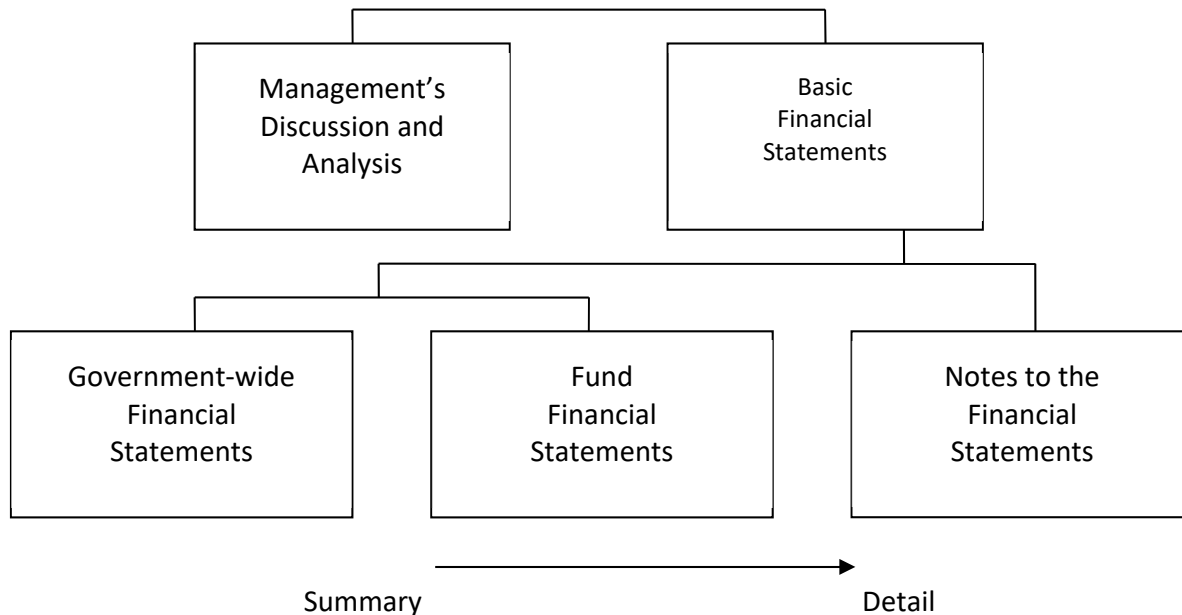 Management’s
Discussion and
Analysis
Basic
Financial
Statements
Government-wide
Financial
Statements
Fund
Financial
Statements
Notes to the
Financial
Statements
Summary
Detail